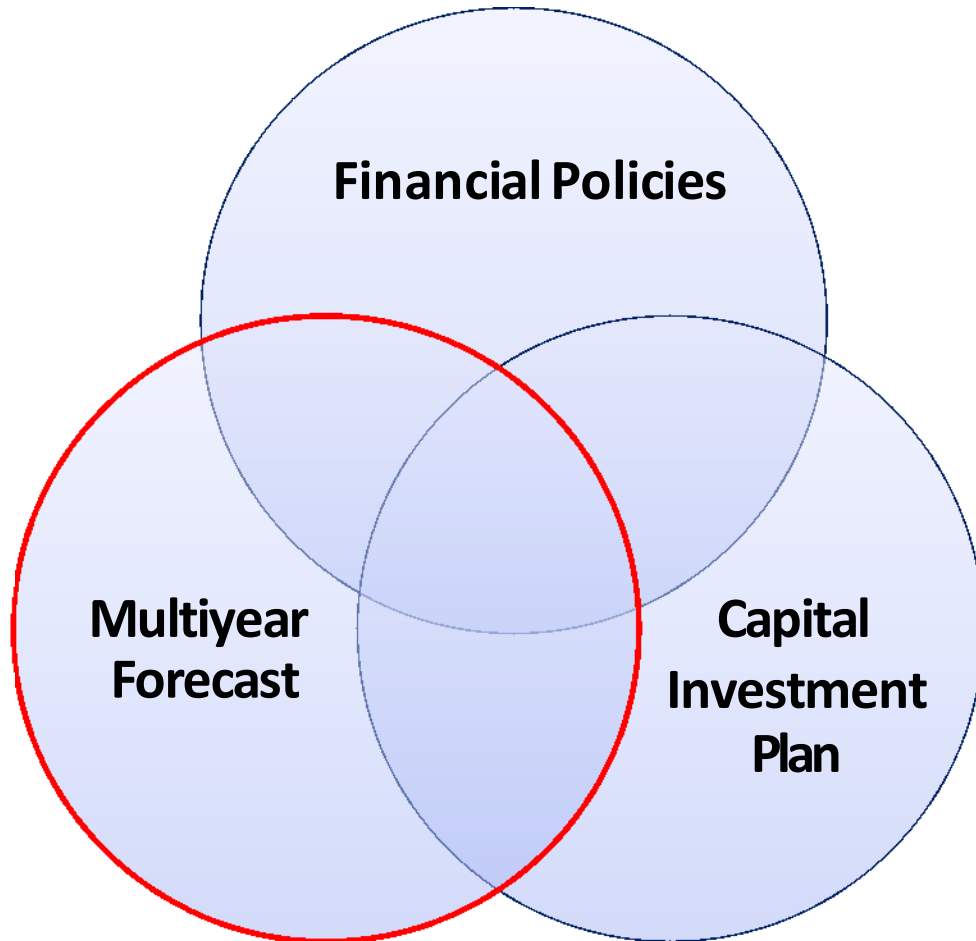 Financial Policies
Multiyear
Forecast
Capital
Investment
Plan